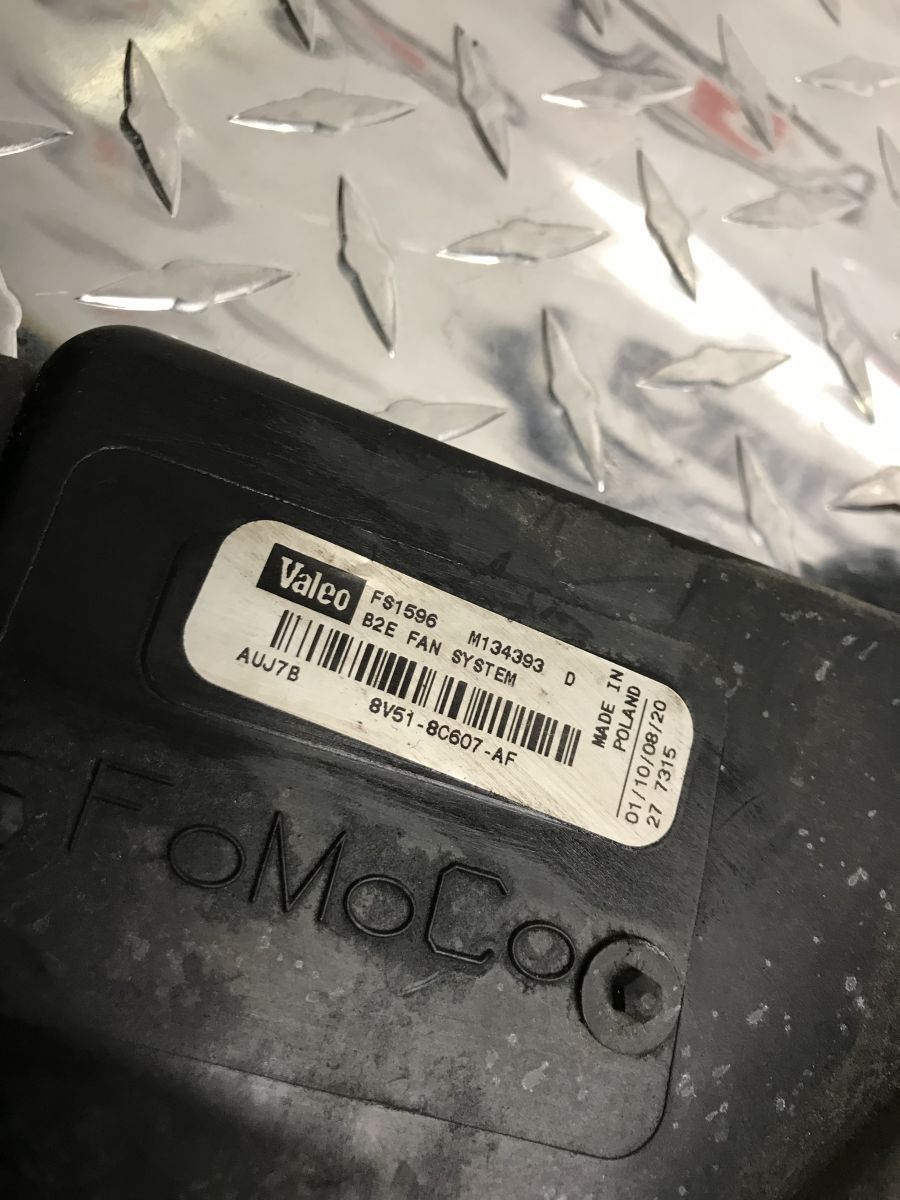 Valeo
FS1596 M134393 D
B2E FAN SYSTEM
AUJ7B
8V51-8C607-AF
MADE IN
POLAND
01/10/08/20
27 7315
FoMoCo